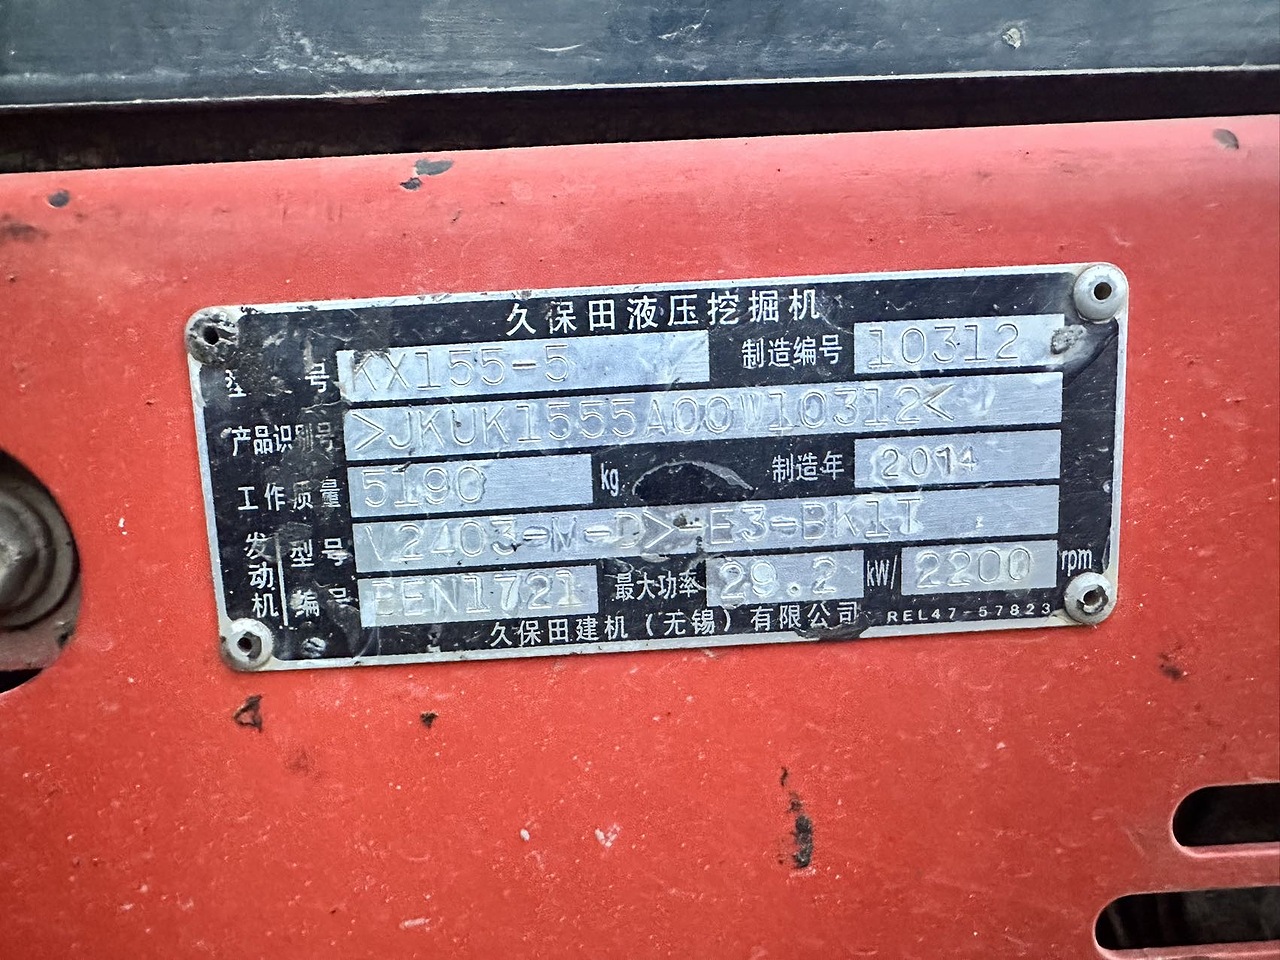 久保田液压挖掘机
型 号 KX155-5 制造编号 10312
产品识别号 >JKUK1555A00W10312<
工作质量 5190 kg 制造年 2014
发动机 型号 V2403-M-D>-E3-BK1T
编号 EEN1721 最大功率 29.2 kW/ 2200 rpm
久保田建机（无锡）有限公司 REL47-57823